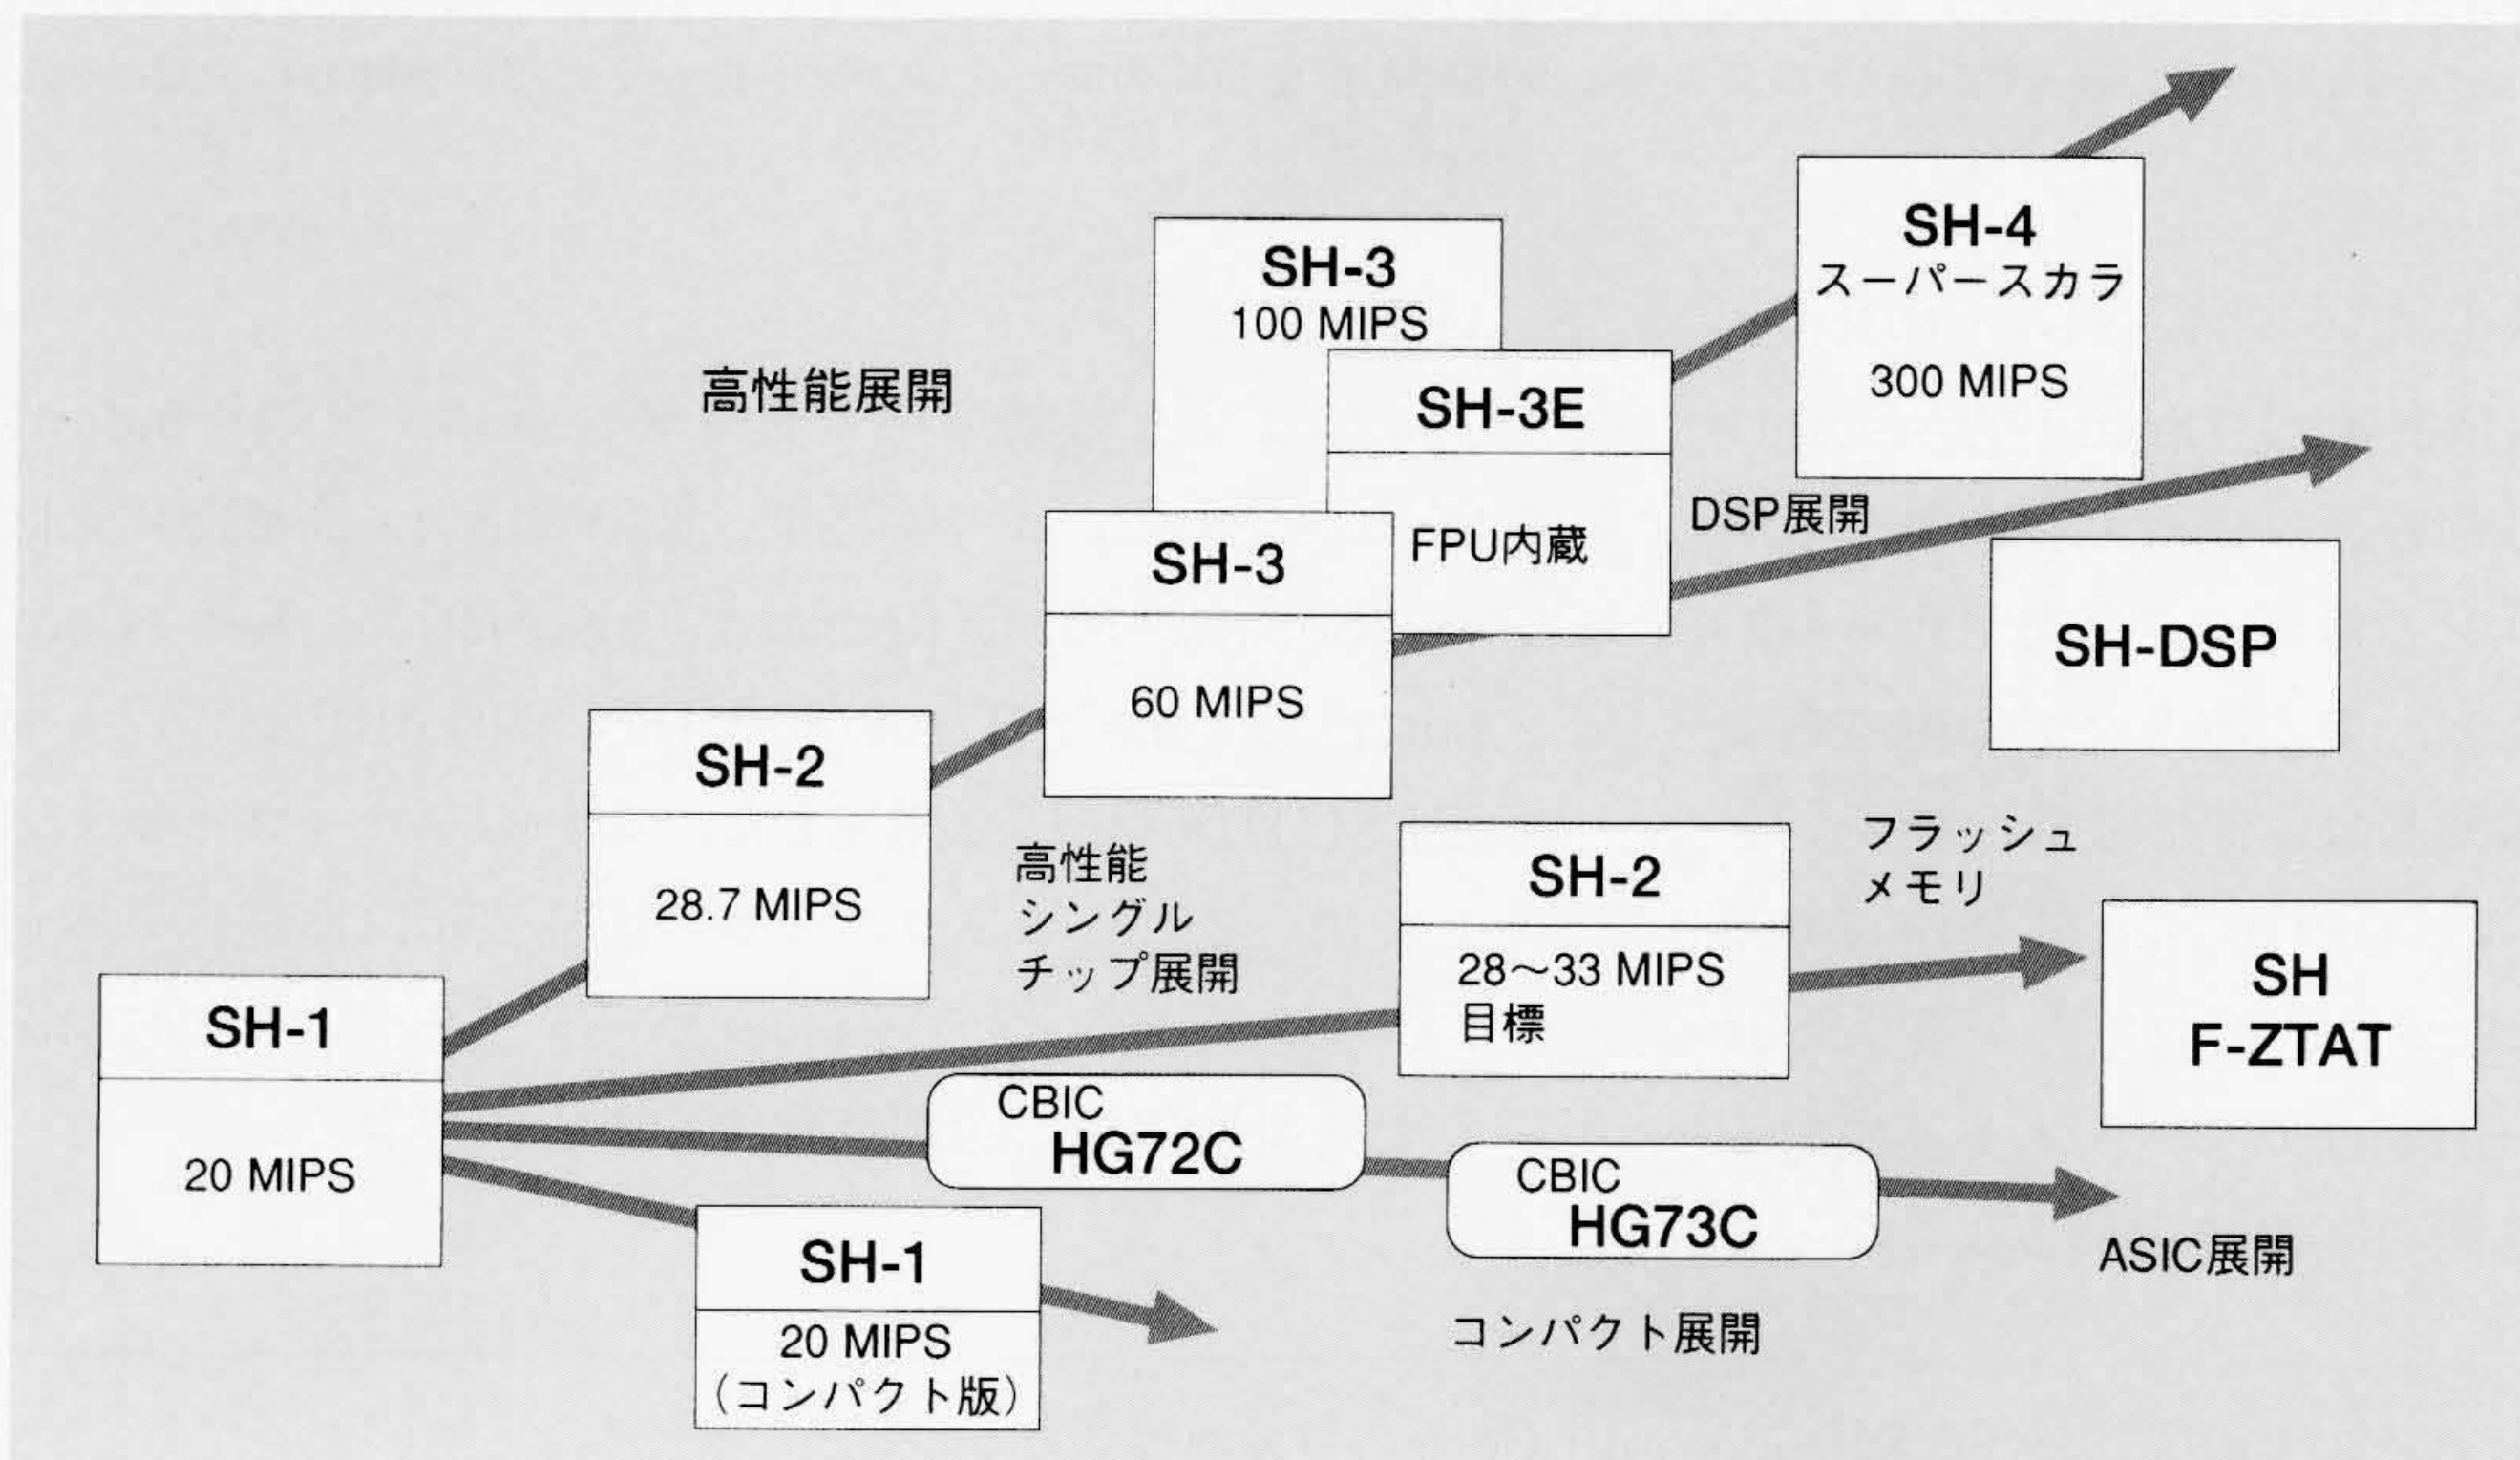 SH-4
スーパースカラ
300 MIPS
SH-3
100 MIPS
高性能展開
SH-3E
FPU内蔵
DSP展開
SH-3
60 MIPS
SH-DSP
SH-2
28.7 MIPS
高性能
シングル
チップ展開
SH-2
28～33 MIPS
目標
フラッシュ
メモリ
SH
F-ZTAT
SH-1
20 MIPS
CBIC
HG72C
CBIC
HG73C
ASIC展開
SH-1
20 MIPS
（コンパクト版）
コンパクト展開